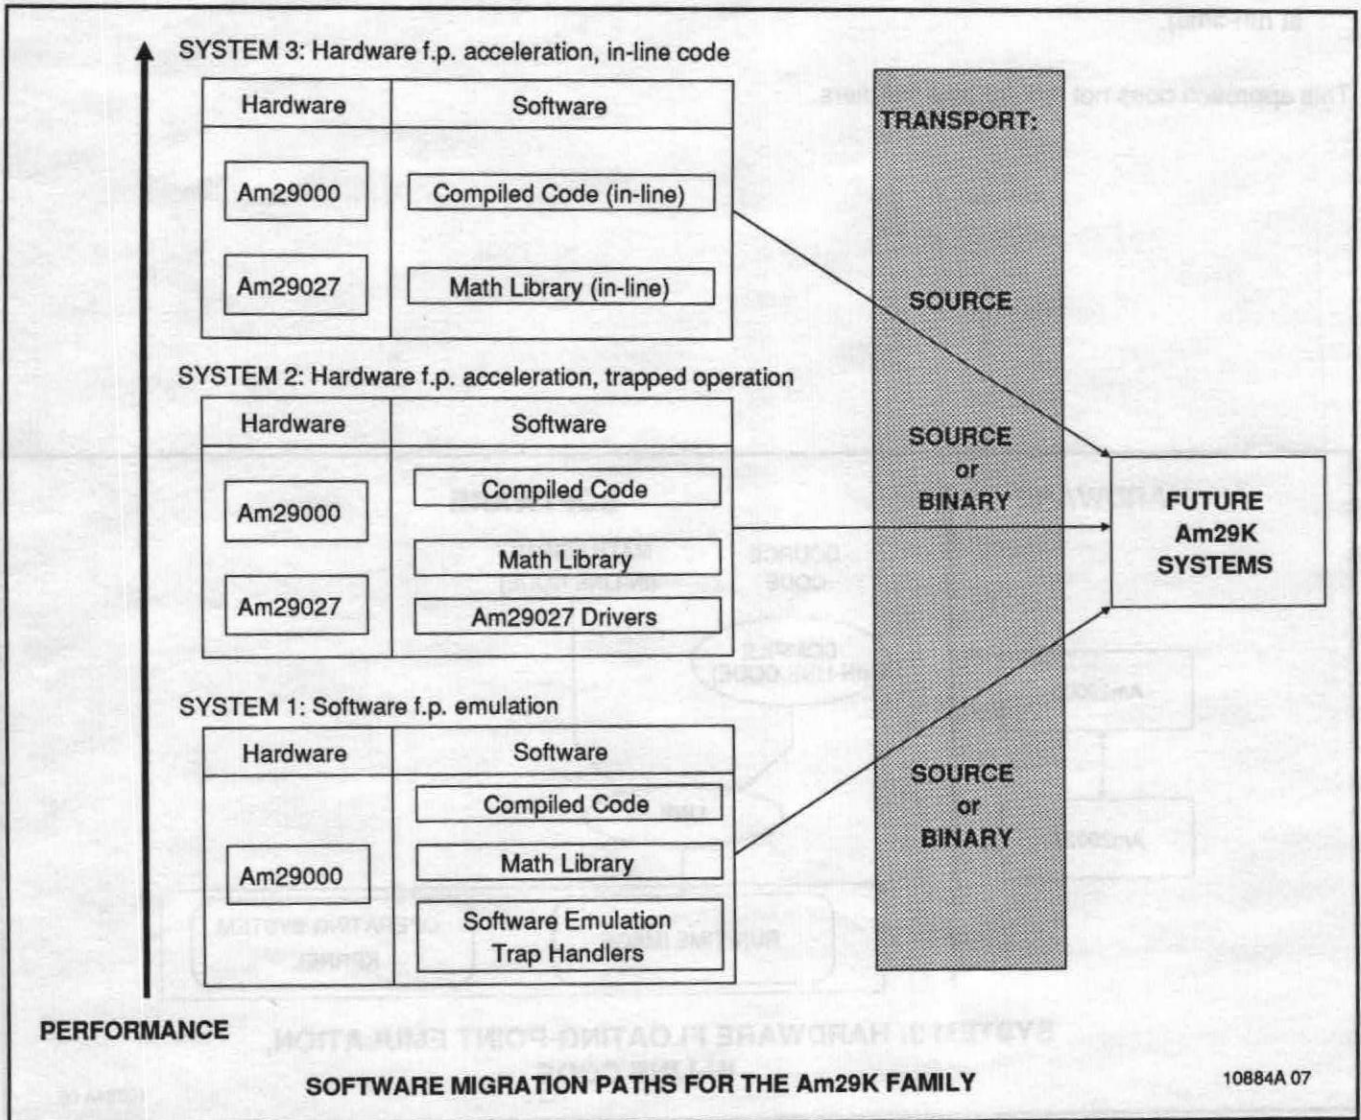 SYSTEM 3: Hardware f.p. acceleration, in-line code
Hardware
Software
Am29000
Compiled Code (in-line)
Am29027
Math Library (in-line)
SYSTEM 2: Hardware f.p. acceleration, trapped operation
Hardware
Software
Am29000
Compiled Code
Math Library
Am29027
Am29027 Drivers
SYSTEM 1: Software f.p. emulation
Hardware
Software
Compiled Code
Am29000
Math Library
Software Emulation
Trap Handlers
TRANSPORT:
SOURCE
SOURCE
or
BINARY
SOURCE
or
BINARY
FUTURE
Am29K
SYSTEMS
PERFORMANCE
SOFTWARE MIGRATION PATHS FOR THE Am29K FAMILY
10884A 07